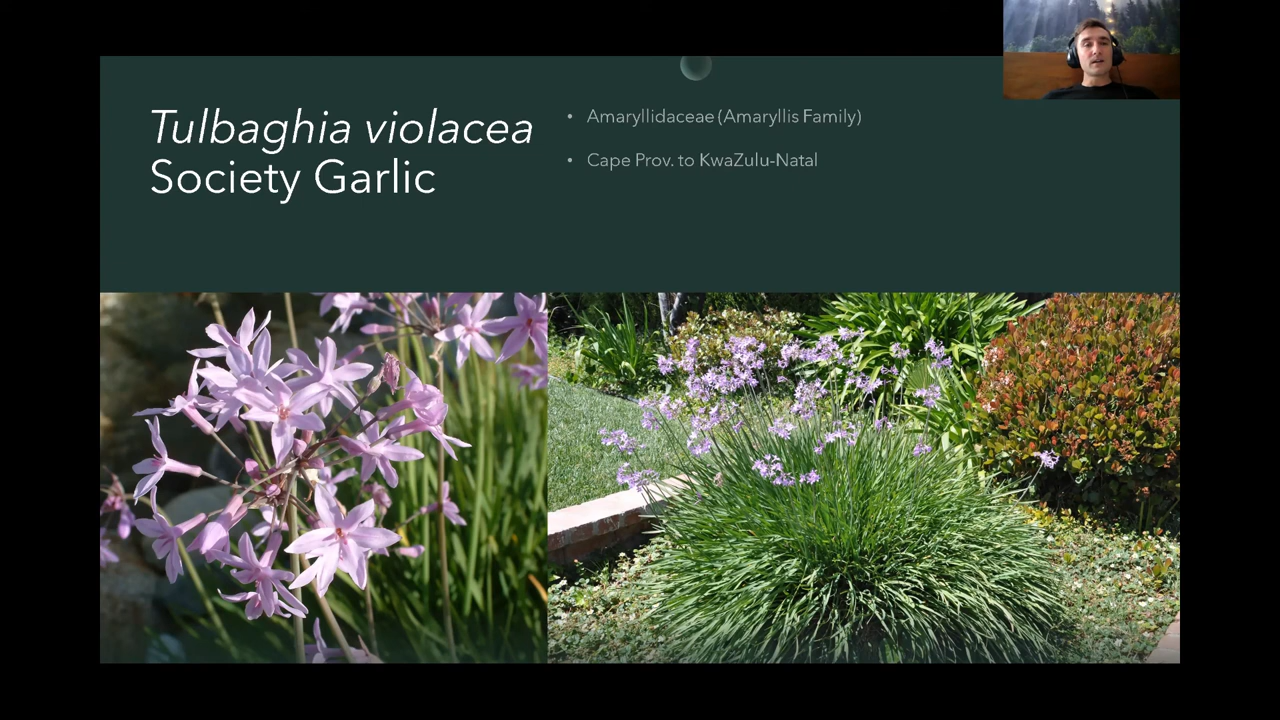 Tulbaghia violacea
Society Garlic
• Amaryllidaceae (Amaryllis Family)
• Cape Prov. to KwaZulu-Natal